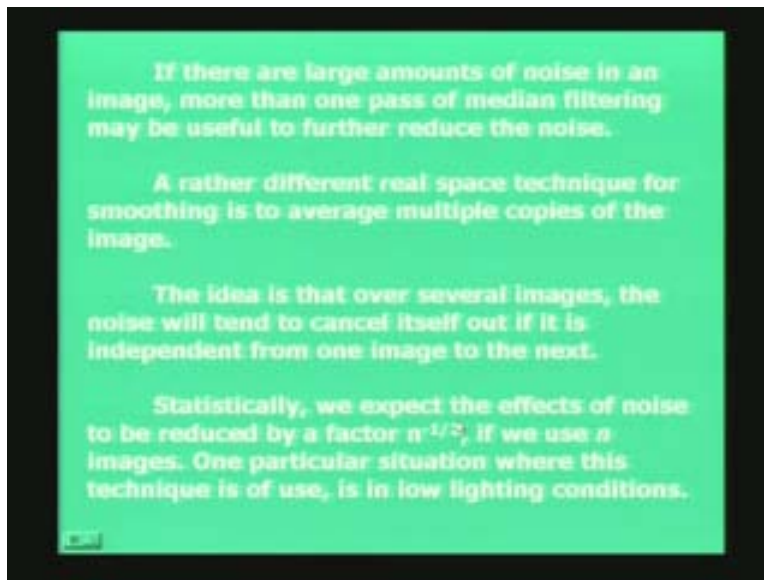 If there are large amounts of noise in an
image, more than one pass of median filtering
may be useful to further reduce the noise.
A rather different real space technique for
smoothing is to average multiple copies of the
image.
The idea is that over several images, the
noise will tend to cancel itself out if it is
independent from one image to the next.
Statistically, we expect the effects of noise
to be reduced by a factor n⁻¹/², if we use n
images. One particular situation where this
technique is of use, is in low lighting conditions.